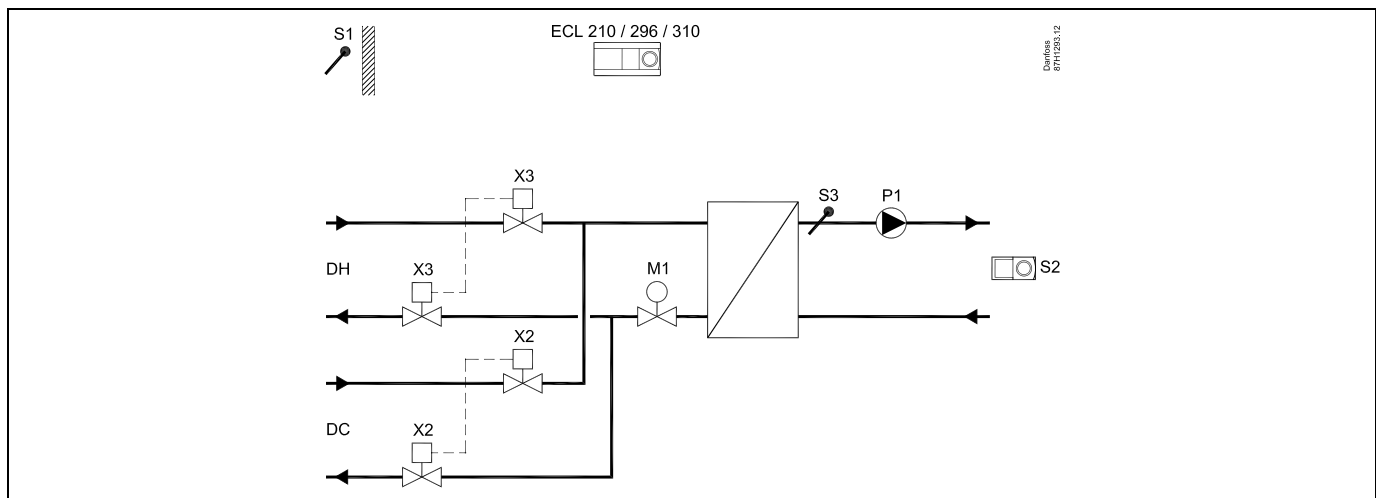 S1
ECL 210 / 296 / 310
Danfoss
87H1293.12
X3
S3
P1
DH
X3
M1
S2
X2
DC
X2